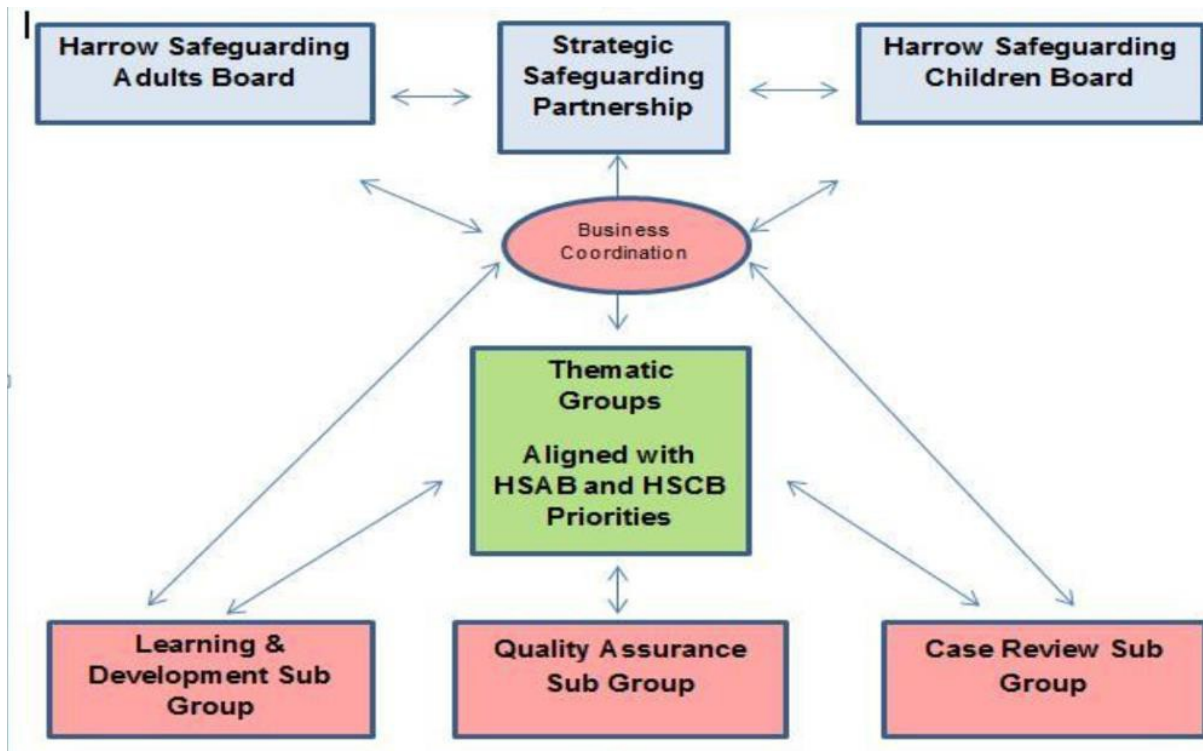 Harrow Safeguarding
Adults Board
Strategic
Safeguarding
Partnership
Harrow Safeguarding
Children Board
Business
Coordination
Thematic
Groups
Aligned with
HSAB and HSCB
Priorities
Learning &
Development Sub
Group
Quality Assurance
Sub Group
Case Review Sub
Group